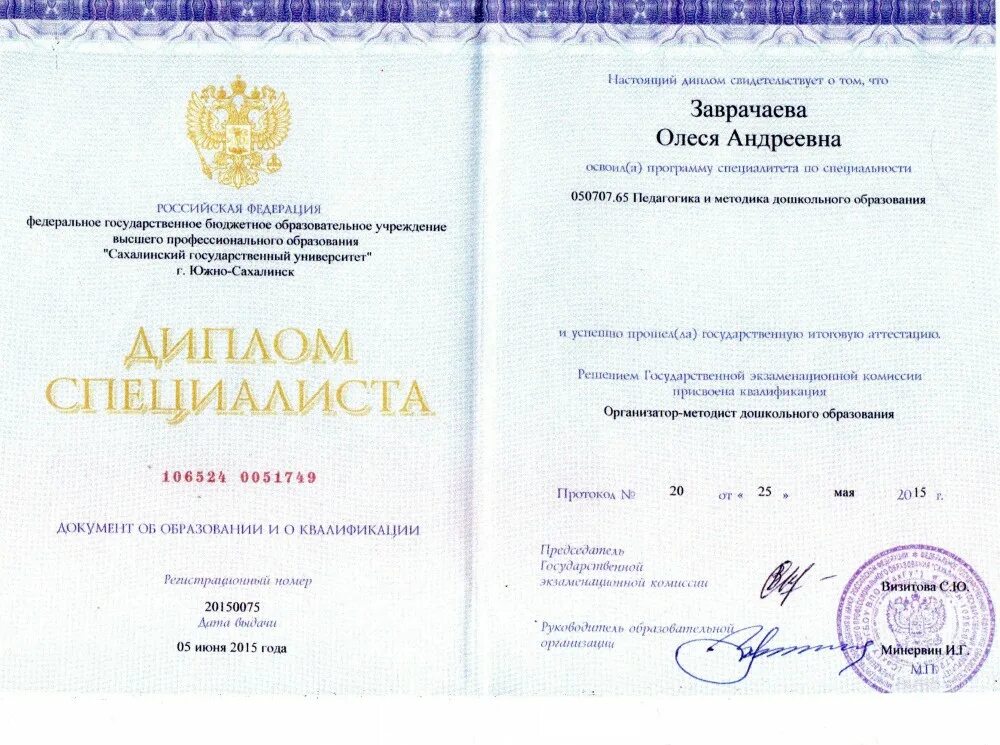 РОССИЙСКАЯ ФЕДЕРАЦИЯ
федеральное государственное бюджетное образовательное учреждение
высшего профессионального образования
"Сахалинский государственный университет"
г. Южно-Сахалинск
ДИПЛОМ
СПЕЦИАЛИСТА
106524 0051749
ДОКУМЕНТ ОБ ОБРАЗОВАНИИ И О КВАЛИФИКАЦИИ
Регистрационный номер
20150075
Дата выдачи
05 июня 2015 года
Настоящий диплом свидетельствует о том, что
Заврачаева
Олеся Андреевна
освоил(а) программу специалитета по специальности
050707.65 Педагогика и методика дошкольного образования
и успешно прошел(ла) государственную итоговую аттестацию.
Решением Государственной экзаменационной комиссии
присвоена квалификация
Организатор-методист дошкольного образования
Протокол № 20 от « 25 » мая 2015 г.
Председатель
Государственной
экзаменационной комиссии
Визитова С.Ю.
Руководитель образовательной
организации
Минервин И.Г.
М.П.